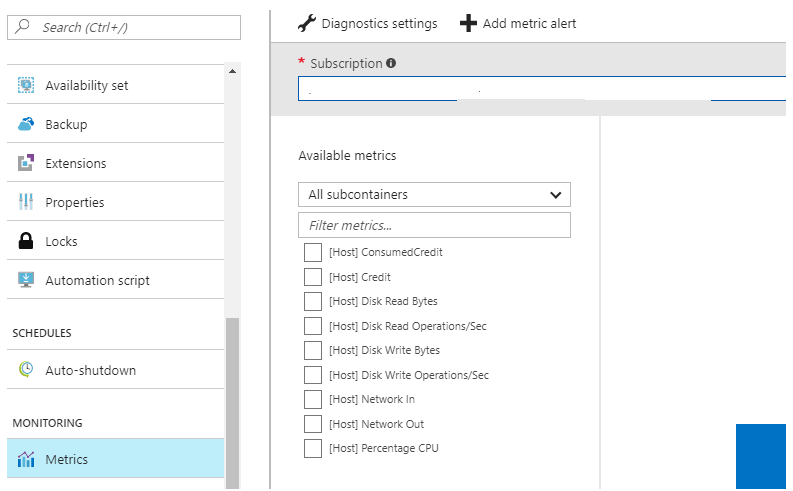 Search (Ctrl+/)
Availability set
Backup
Extensions
Properties
Locks
Automation script
SCHEDULES
Auto-shutdown
MONITORING
Metrics
Diagnostics settings
Add metric alert
* Subscription
Available metrics
All subcontainers
Filter metrics...
[Host] ConsumedCredit
[Host] Credit
[Host] Disk Read Bytes
[Host] Disk Read Operations/Sec
[Host] Disk Write Bytes
[Host] Disk Write Operations/Sec
[Host] Network In
[Host] Network Out
[Host] Percentage CPU